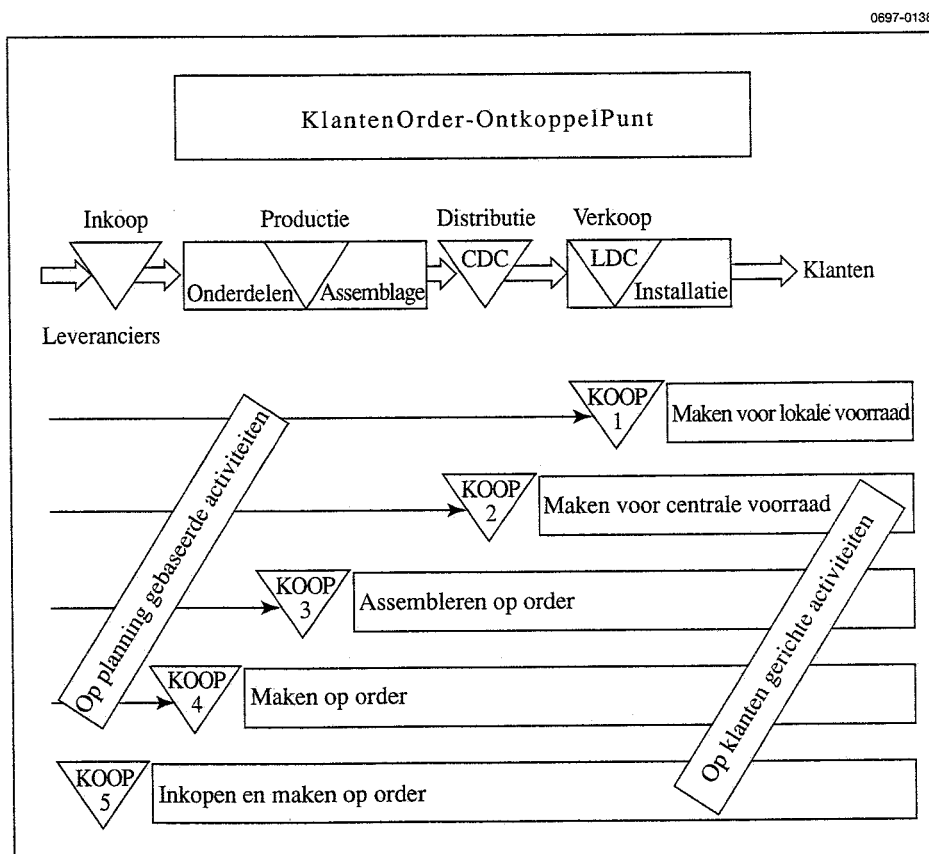 0697-0138
KlantenOrder-OntkoppelPunt
Inkoop Productie Distributie Verkoop
CDC LDC
Onderdelen Assemblage Installatie Klanten
Leveranciers
KOOP
1
Maken voor lokale voorraad
KOOP
2
Maken voor centrale voorraad
KOOP
3
Assembleren op order
KOOP
4
Maken op order
KOOP
5
Inkopen en maken op order
Op planning gebaseerde activiteiten
Op klanten gerichte activiteiten